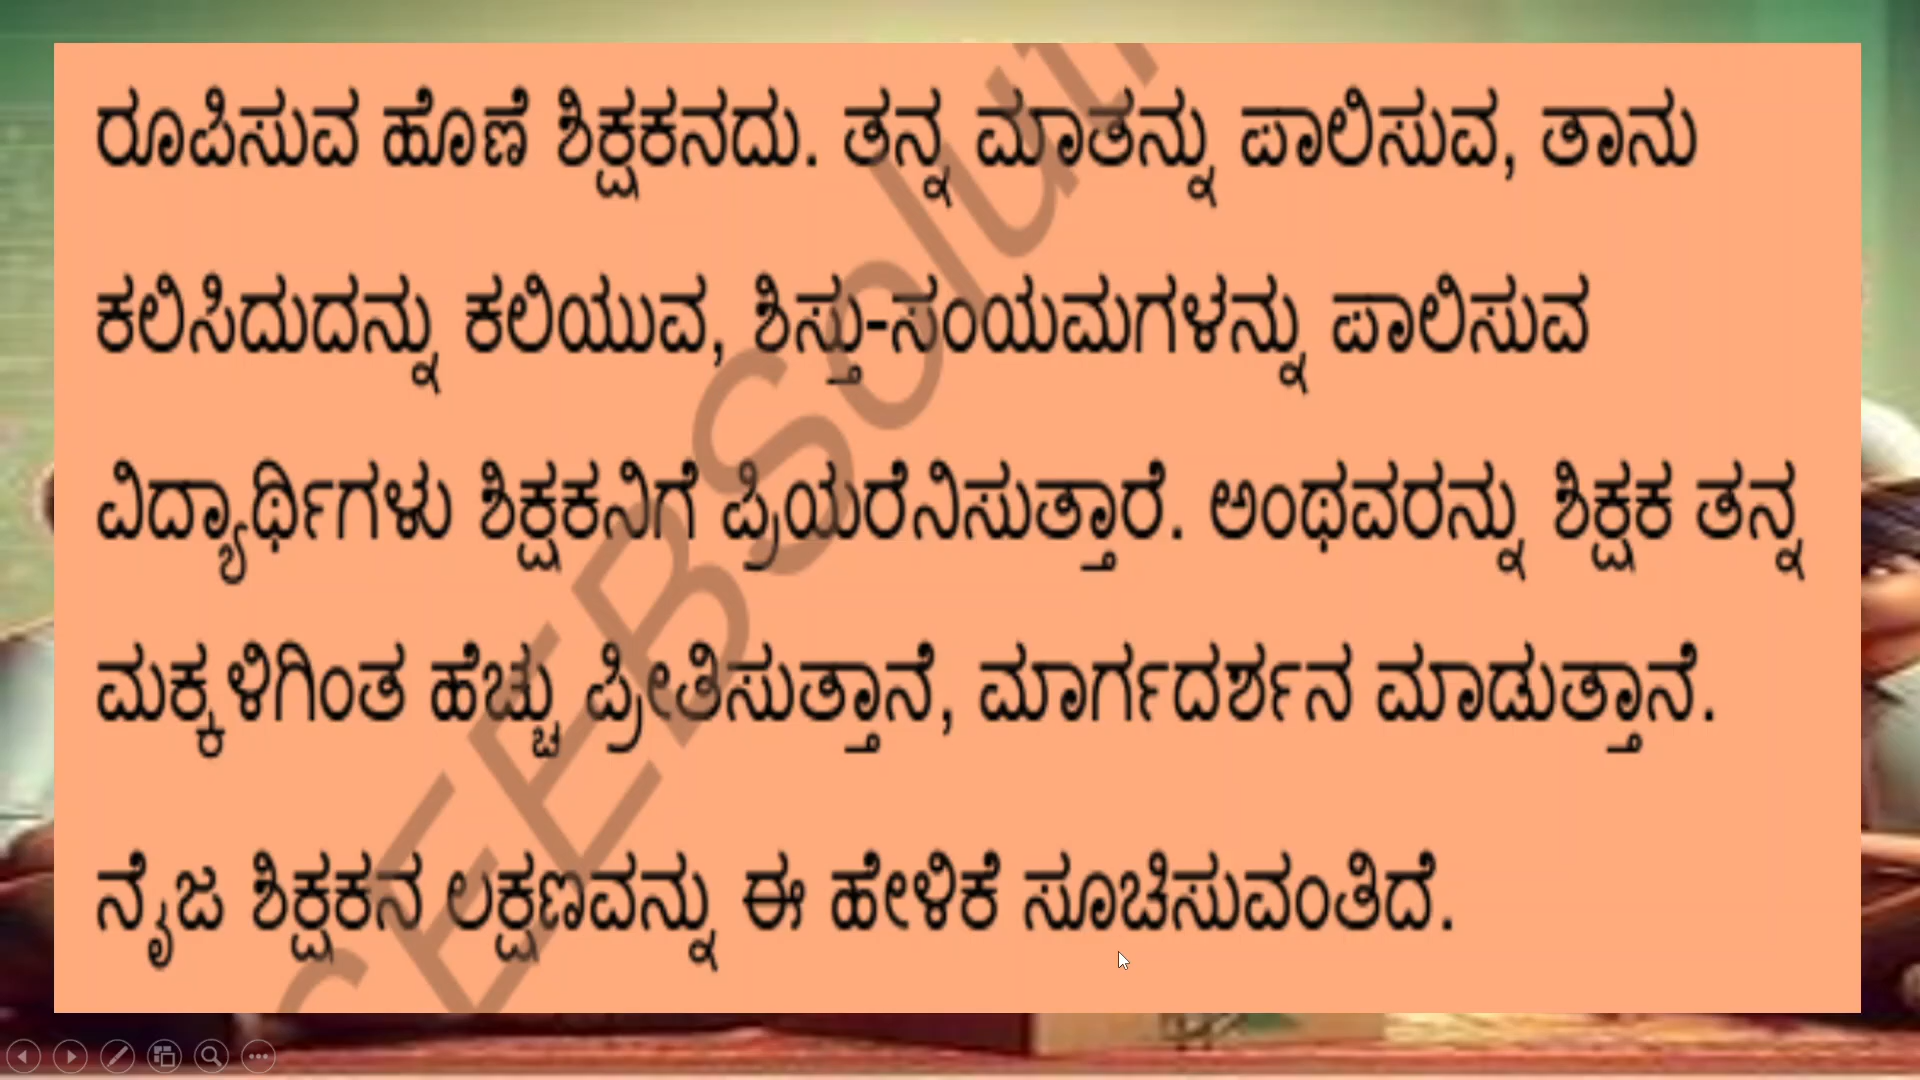 ರೂಪಿಸುವ ಹೊಣೆ ಶಿಕ್ಷಕನದು. ತನ್ನ ಮಾತನ್ನು ಪಾಲಿಸುವ, ತಾನು
ಕಲಿಸಿದುದನ್ನು ಕಲಿಯುವ, ಶಿಸ್ತು-ಸಂಯಮಗಳನ್ನು ಪಾಲಿಸುವ
ವಿದ್ಯಾರ್ಥಿಗಳು ಶಿಕ್ಷಕನಿಗೆ ಪ್ರಿಯರೆನಿಸುತ್ತಾರೆ. ಅಂಥವರನ್ನು ಶಿಕ್ಷಕ ತನ್ನ
ಮಕ್ಕಳಿಗಿಂತ ಹೆಚ್ಚು ಪ್ರೀತಿಸುತ್ತಾನೆ, ಮಾರ್ಗದರ್ಶನ ಮಾಡುತ್ತಾನೆ.
ನೈಜ ಶಿಕ್ಷಕನ ಲಕ್ಷಣವನ್ನು ಈ ಹೇಳಿಕೆ ಸೂಚಿಸುವಂತಿದೆ.